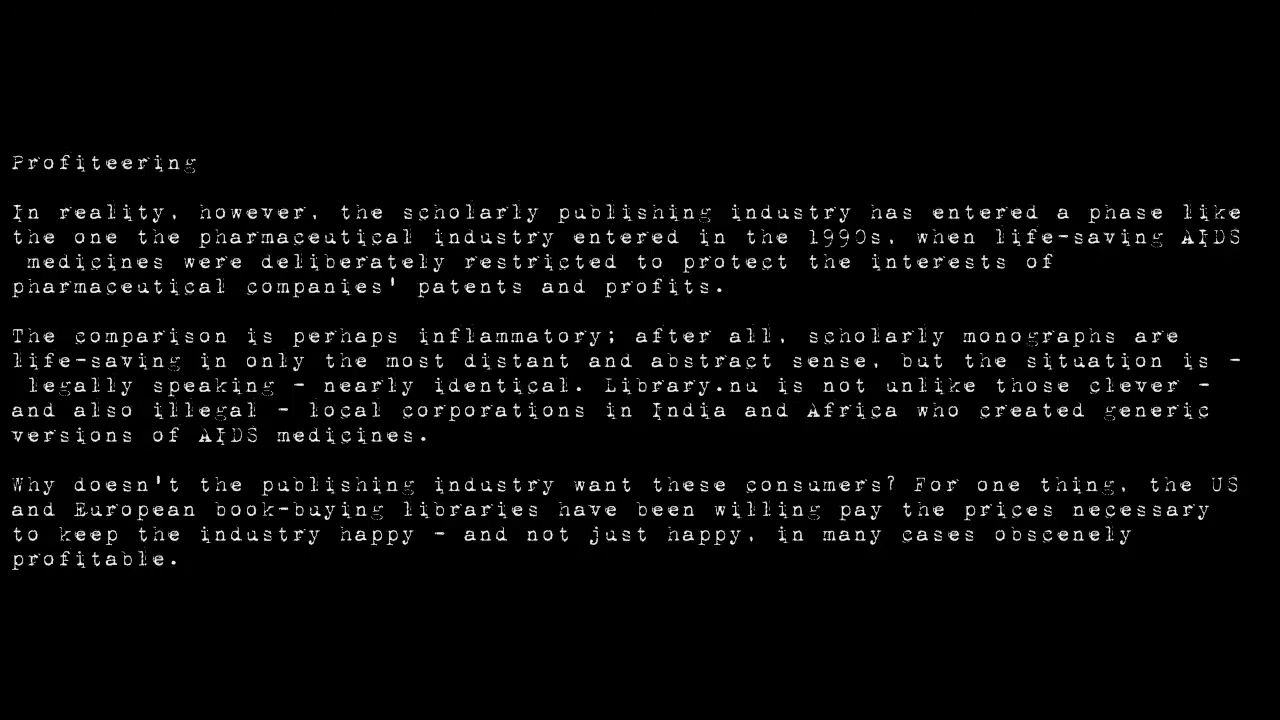 Profiteering
In reality, however, the scholarly publishing industry has entered a phase like
the one the pharmaceutical industry entered in the 1990s, when life-saving AIDS
medicines were deliberately restricted to protect the interests of
pharmaceutical companies' patents and profits.
The comparison is perhaps inflammatory; after all, scholarly monographs are
life-saving in only the most distant and abstract sense, but the situation is -
legally speaking - nearly identical. Library.nu is not unlike those clever -
and also illegal - local corporations in India and Africa who created generic
versions of AIDS medicines.
Why doesn't the publishing industry want these consumers? For one thing, the US
and European book-buying libraries have been willing pay the prices necessary
to keep the industry happy - and not just happy, in many cases obscenely
profitable.